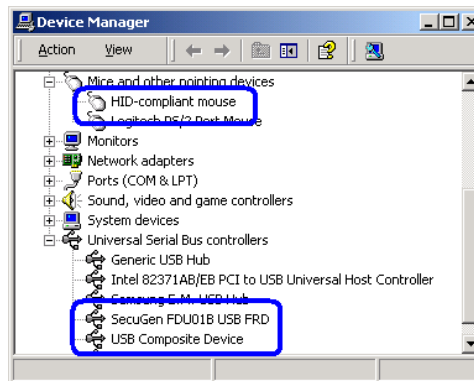 Device Manager
Action View
Mice and other pointing devices
HID-compliant mouse
Logitech PS/2 Port Mouse
Monitors
Network adapters
Ports (COM & LPT)
Sound, video and game controllers
System devices
Universal Serial Bus controllers
Generic USB Hub
Intel 82371AB/EB PCI to USB Universal Host Controller
Samsung E.M. USB Hub
SecuGen FDU01B USB FRD
USB Composite Device